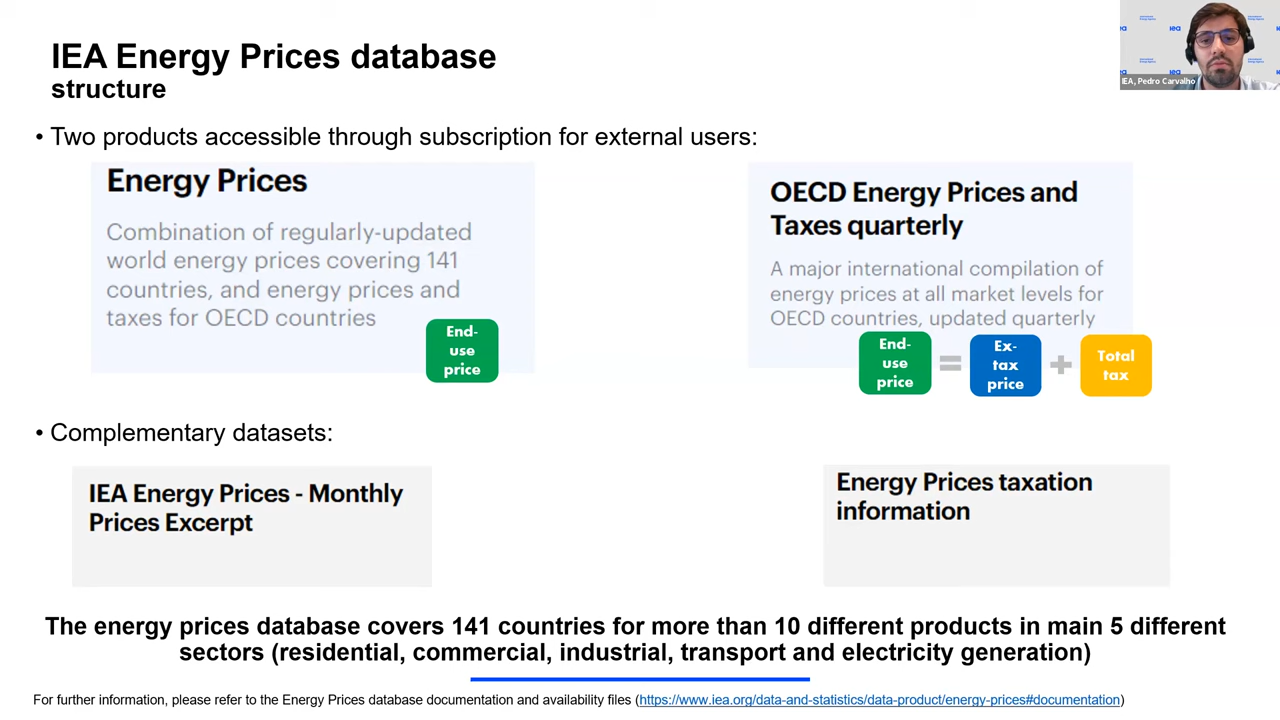 IEA Energy Prices database
structure
iea
iea
iea
iea
IEA, Pedro Carvalho
• Two products accessible through subscription for external users:
Energy Prices
Combination of regularly-updated
world energy prices covering 141
countries, and energy prices and
taxes for OECD countries
End-
use
price
OECD Energy Prices and
Taxes quarterly
A major international compilation of
energy prices at all market levels for
OECD countries, updated quarterly
End-
use
price
=
Ex-
tax
price
+
Total
tax
• Complementary datasets:
IEA Energy Prices - Monthly
Prices Excerpt
Energy Prices taxation
information
The energy prices database covers 141 countries for more than 10 different products in main 5 different
sectors (residential, commercial, industrial, transport and electricity generation)
For further information, please refer to the Energy Prices database documentation and availability files (https://www.iea.org/data-and-statistics/data-product/energy-prices#documentation)